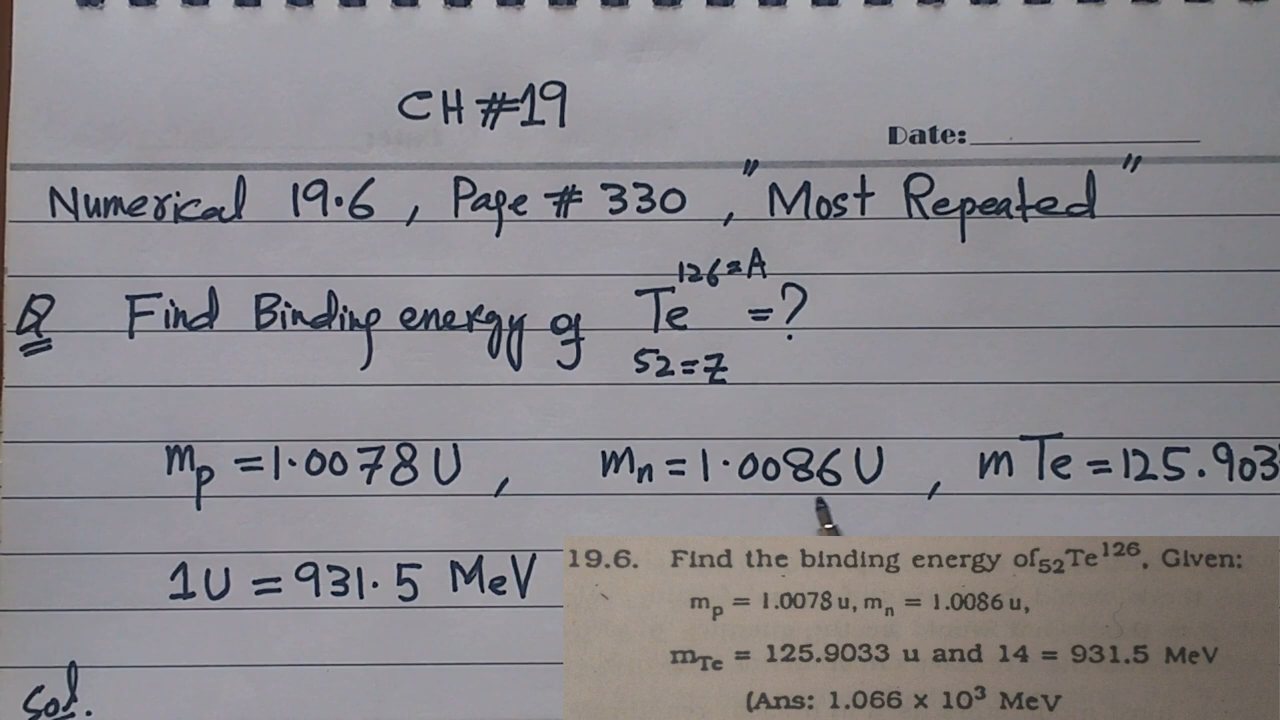 CH #19
Date:
Numerical 19.6 , Page # 330 , "Most Repeated"
126=A
Q Find Binding energy of Te =?
52=Z
mp = 1.0078 U , mn = 1.0086 U , mTe = 125.903
1U = 931.5 MeV
Sol.
19.6. Find the binding energy of ₅₂Te¹²⁶, Given:
mp = 1.0078 u, mn = 1.0086 u,
mTe = 125.9033 u and 14 = 931.5 MeV
(Ans: 1.066 x 10³ MeV